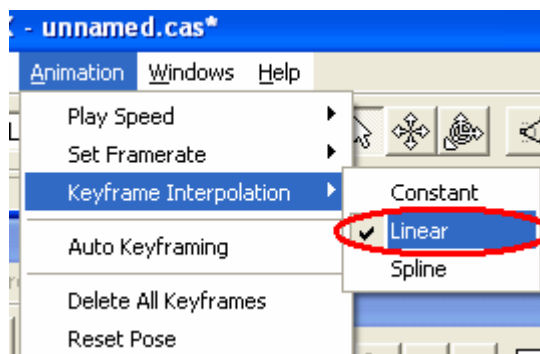 - unnamed.cas*
Animation Windows Help
Play Speed
Set Framerate
Keyframe Interpolation
Constant
Linear
Spline
Auto Keyframing
Delete All Keyframes
Reset Pose